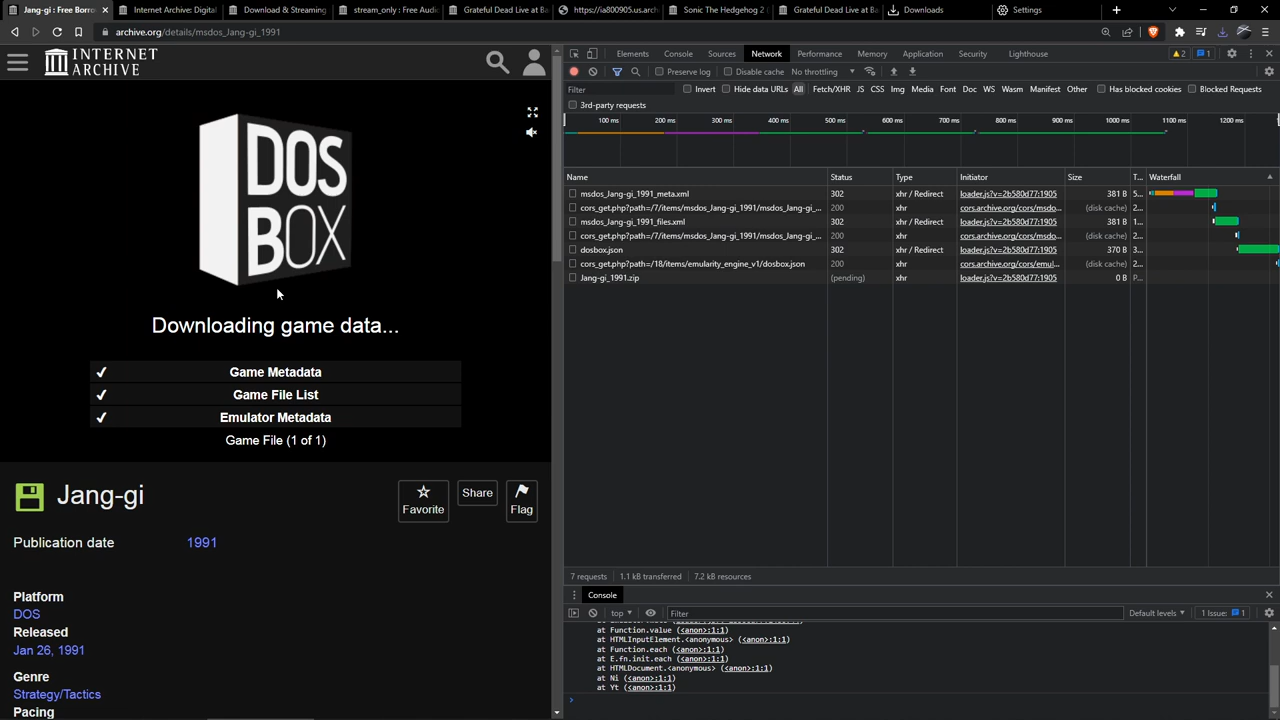 Jang-gi : Free Borro
Internet Archive: Digital
Download & Streaming
stream_only : Free Audio
Grateful Dead Live at Ba
https://ia800905.us.arch
Sonic The Hedgehog 2
Grateful Dead Live at Ba
Downloads
Settings
archive.org/details/msdos_Jang-gi_1991
INTERNET
ARCHIVE
DOS
BOX
Downloading game data...
✔ Game Metadata
✔ Game File List
✔ Emulator Metadata
Game File (1 of 1)
Jang-gi
Favorite
Share
Flag
Publication date 1991
Platform
DOS
Released
Jan 26, 1991
Genre
Strategy/Tactics
Pacing
Elements Console Sources Network Performance Memory Application Security Lighthouse 2 1
Preserve log Disable cache No throttling
Filter Invert Hide data URLs All Fetch/XHR JS CSS Img Media Font Doc WS Wasm Manifest Other Has blocked cookies Blocked Requests
3rd-party requests
100 ms 200 ms 300 ms 400 ms 500 ms 600 ms 700 ms 800 ms 900 ms 1000 ms 1100 ms 1200 ms
Name Status Type Initiator Size T... Waterfall
msdos_Jang-gi_1991_meta.xml 302 xhr / Redirect loader.js?v=2b580d77:1905 381 B 5...
cors_get.php?path=/7/items/msdos_Jang-gi_1991/msdos_Jang-gi_... 200 xhr cors.archive.org/cors/msdo... (disk cache) 2...
msdos_Jang-gi_1991_files.xml 302 xhr / Redirect loader.js?v=2b580d77:1905 381 B 1...
cors_get.php?path=/7/items/msdos_Jang-gi_1991/msdos_Jang-gi_... 200 xhr cors.archive.org/cors/msdo... (disk cache) 2...
dosbox.json 302 xhr / Redirect loader.js?v=2b580d77:1905 370 B 3...
cors_get.php?path=/18/items/emularity_engine_v1/dosbox.json 200 xhr cors.archive.org/cors/emul... (disk cache) 2...
Jang-gi_1991.zip (pending) xhr loader.js?v=2b580d77:1905 0 B P...
7 requests 1.1 kB transferred 7.2 kB resources
Console
top Filter Default levels 1 Issue: 1
at Function.value (<anon>:1:1)
at HTMLInputElement.<anonymous> (<anon>:1:1)
at Function.each (<anon>:1:1)
at E.fn.init.each (<anon>:1:1)
at HTMLDocument.<anonymous> (<anon>:1:1)
at Ni (<anon>:1:1)
at Yt (<anon>:1:1)